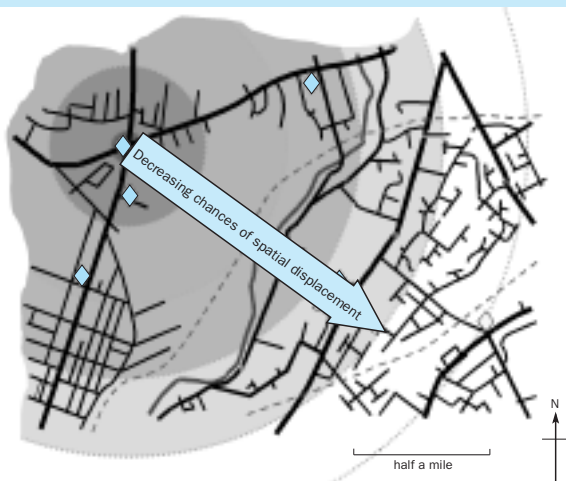 Decreasing chances of spatial displacement
N
half a mile